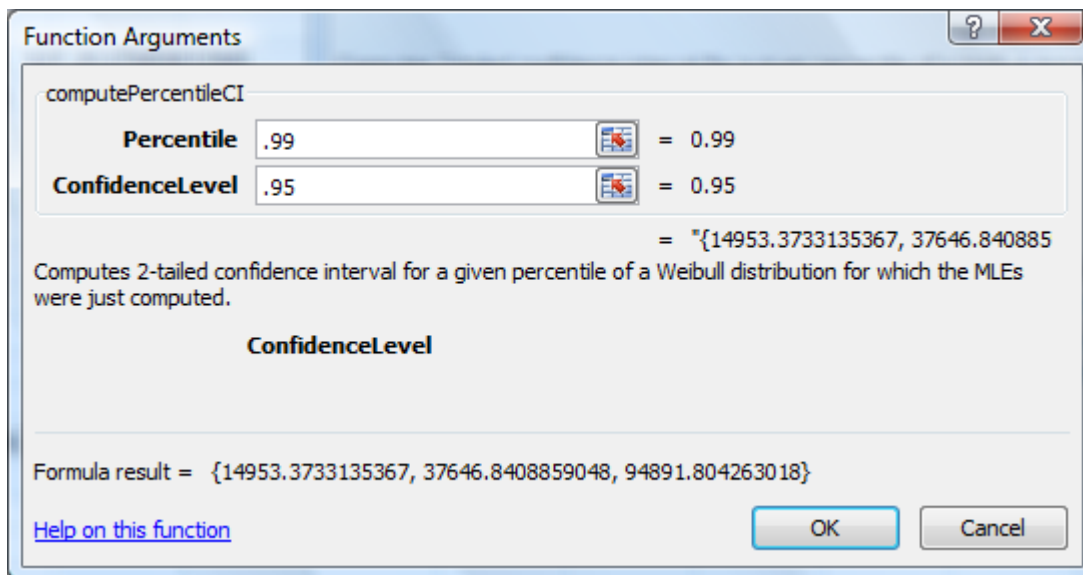 Function Arguments
computePercentileCI
Percentile .99 = 0.99
ConfidenceLevel .95 = 0.95
= "{14953.3733135367, 37646.840885
Computes 2-tailed confidence interval for a given percentile of a Weibull distribution for which the MLEs
were just computed.
ConfidenceLevel
Formula result = {14953.3733135367, 37646.8408859048, 94891.804263018}
Help on this function OK Cancel